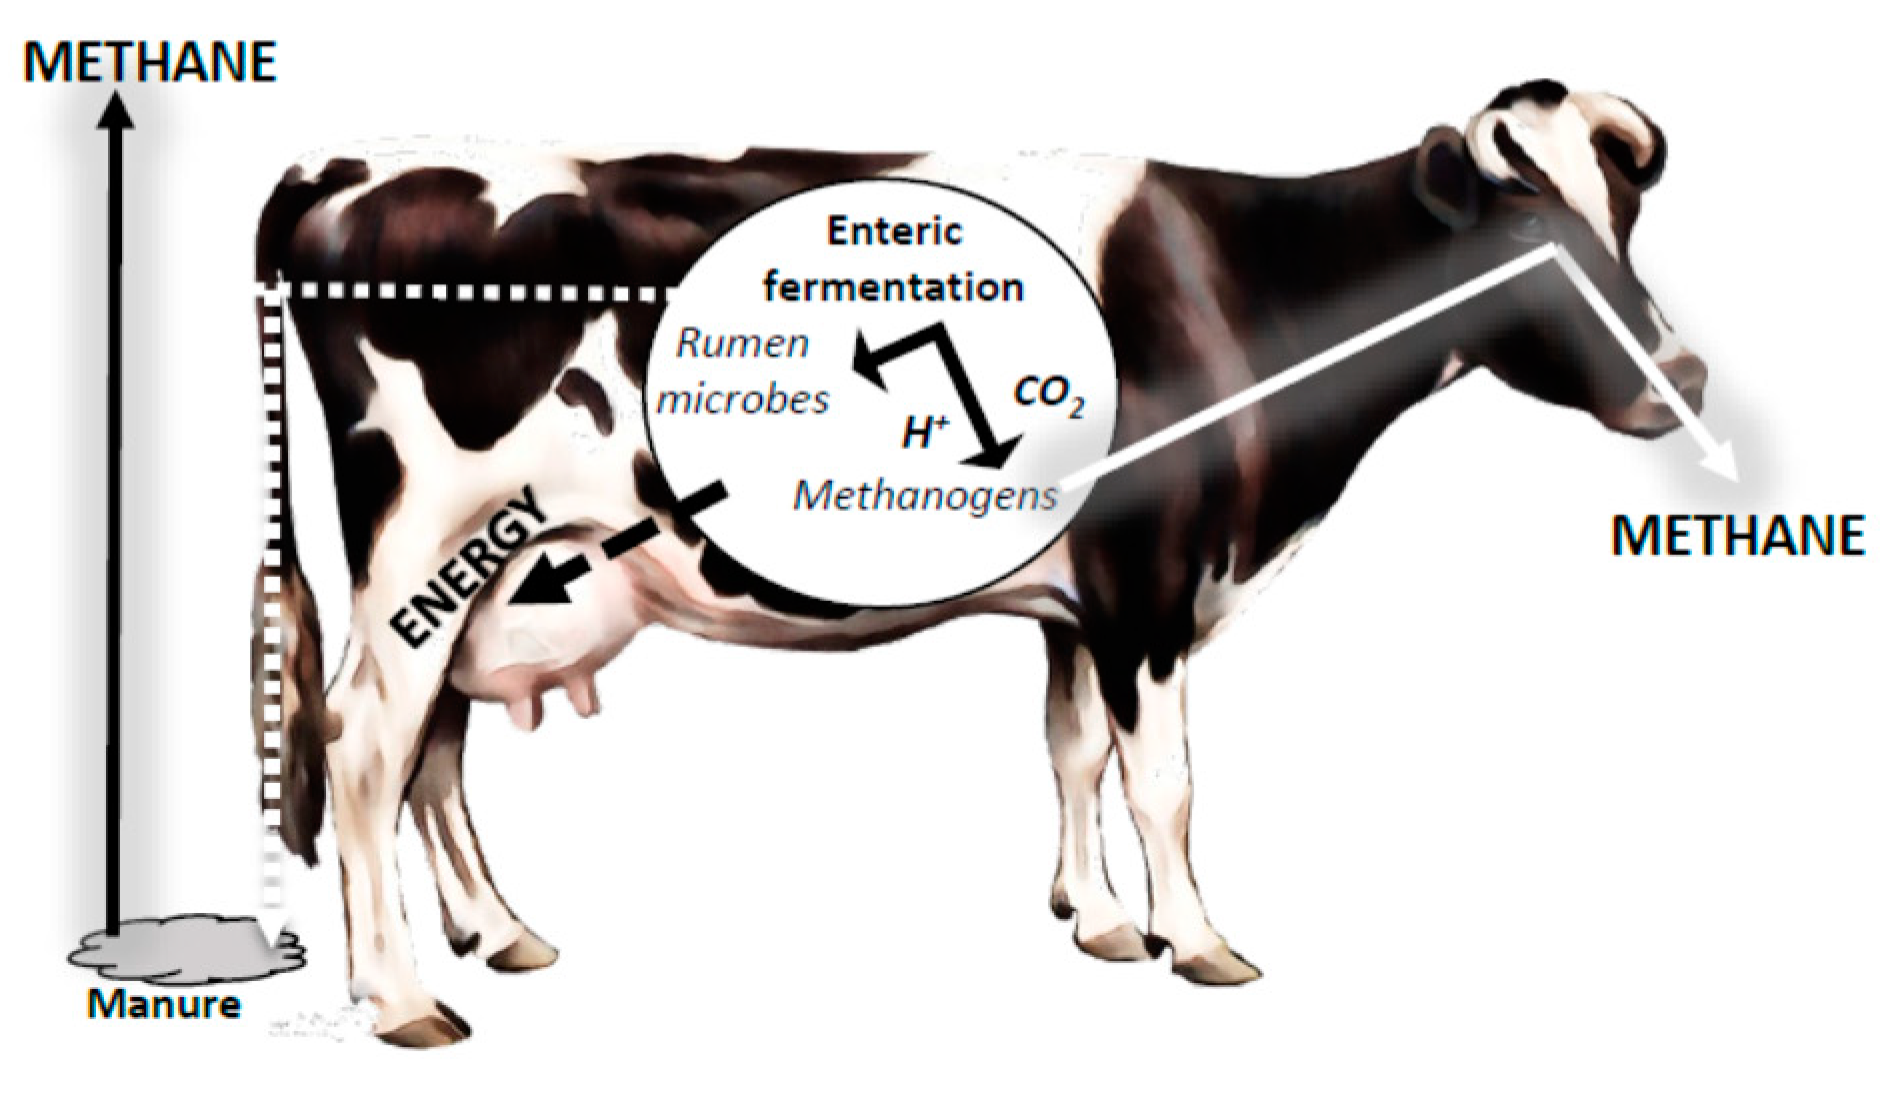 METHANE
Enteric
fermentation
Rumen
microbes
CO₂
H⁺
Methanogens
ENERGY
METHANE
Manure